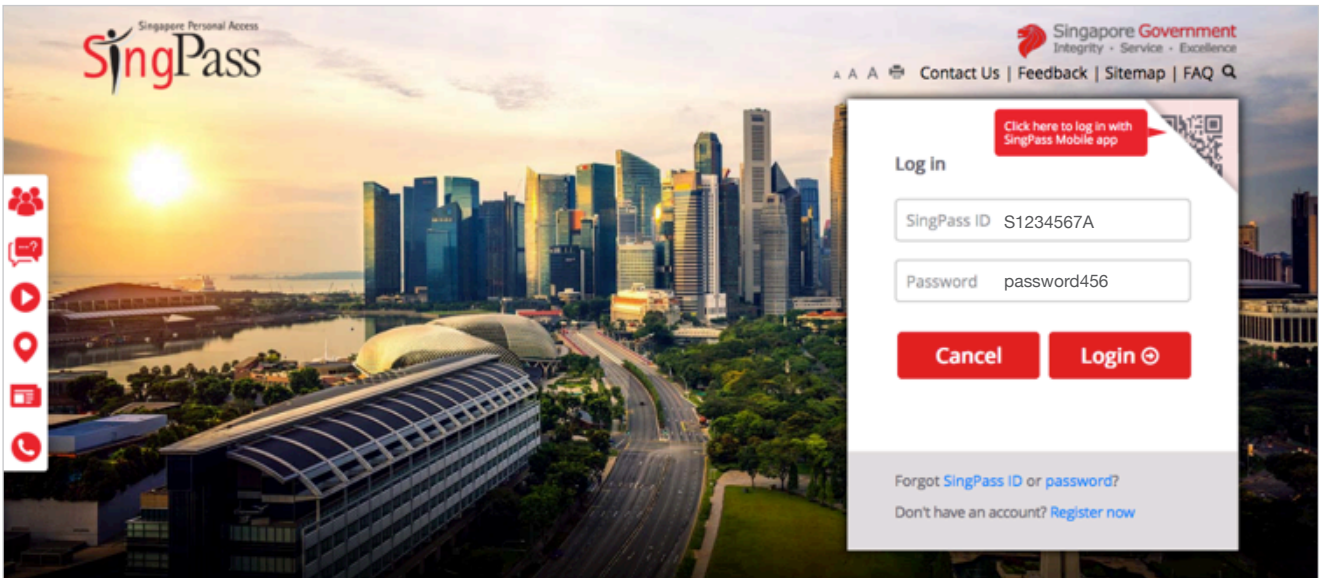 Singapore Personal Access
SingPass
Singapore Government
Integrity · Service · Excellence
A A A Contact Us | Feedback | Sitemap | FAQ
Click here to log in with
SingPass Mobile app
Log in
SingPass ID S1234567A
Password password456
Cancel Login
Forgot SingPass ID or password?
Don't have an account? Register now